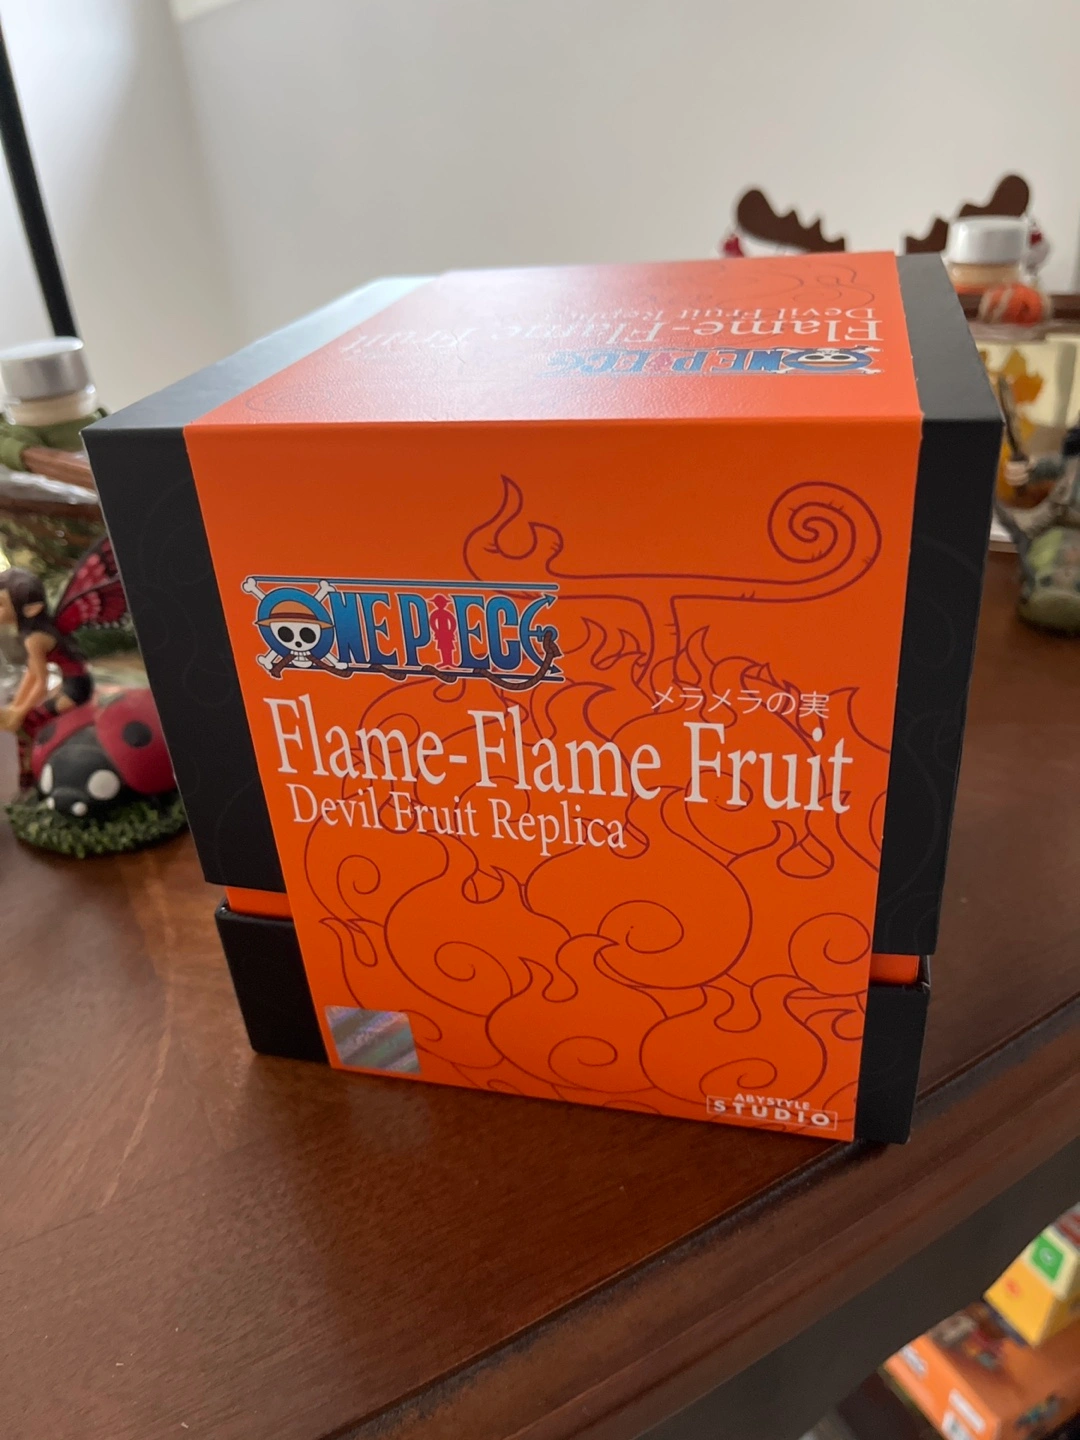 Devil Fruit Replica
Flame-Flame Fruit
ONE PIECE
ONE PIECE
メラメラの実
Flame-Flame Fruit
Devil Fruit Replica
ABYSTYLE
STUDIO